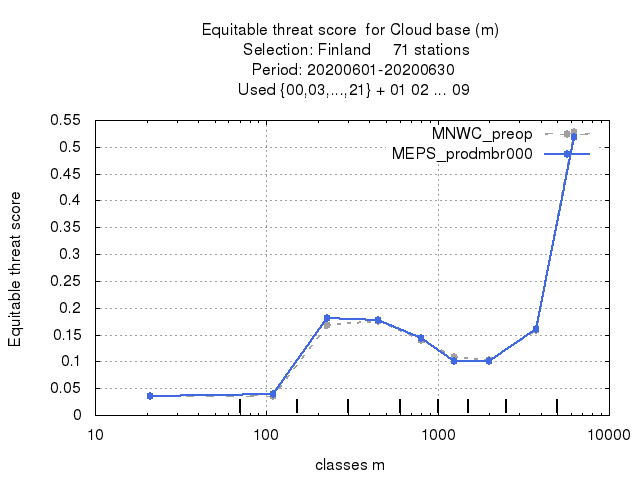 Equitable threat score  for Cloud base (m)
Selection: Finland     71 stations
Period: 20200601-20200630
Used {00,03,...,21} + 01 02 ... 09
MNWC_preop
MEPS_prodmbr000
Equitable threat score
0.55
0.5
0.45
0.4
0.35
0.3
0.25
0.2
0.15
0.1
0.05
0
10 100 1000 10000
classes m